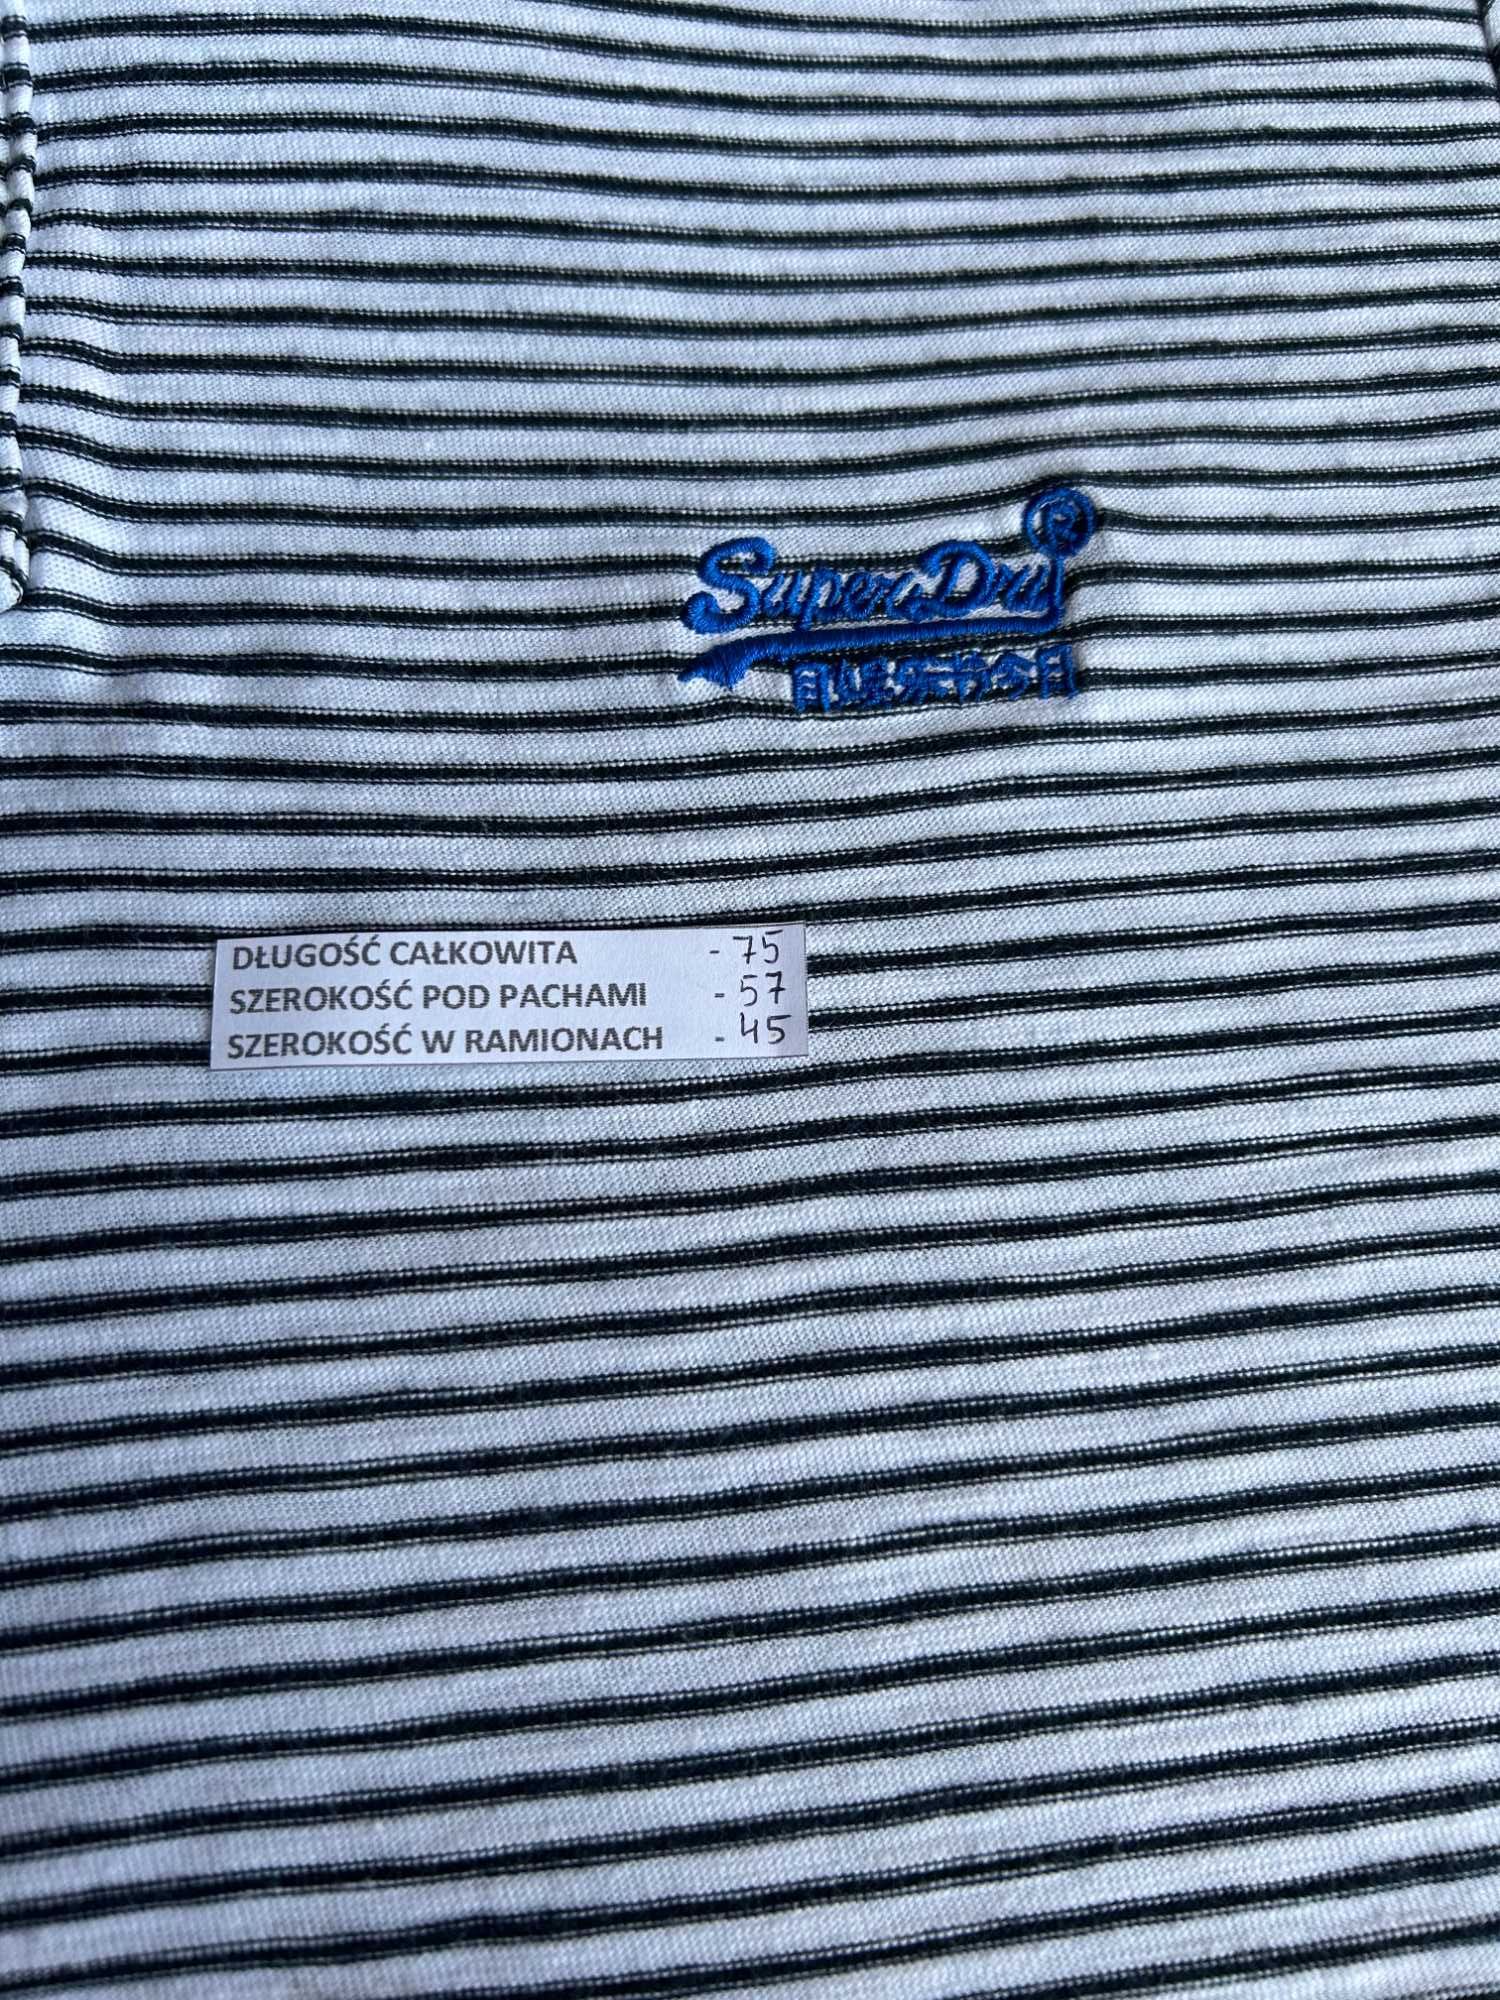 SuperDry
®
DŁUGOŚĆ CAŁKOWITA - 75
SZEROKOŚĆ POD PACHAMI - 57
SZEROKOŚĆ W RAMIONACH - 45